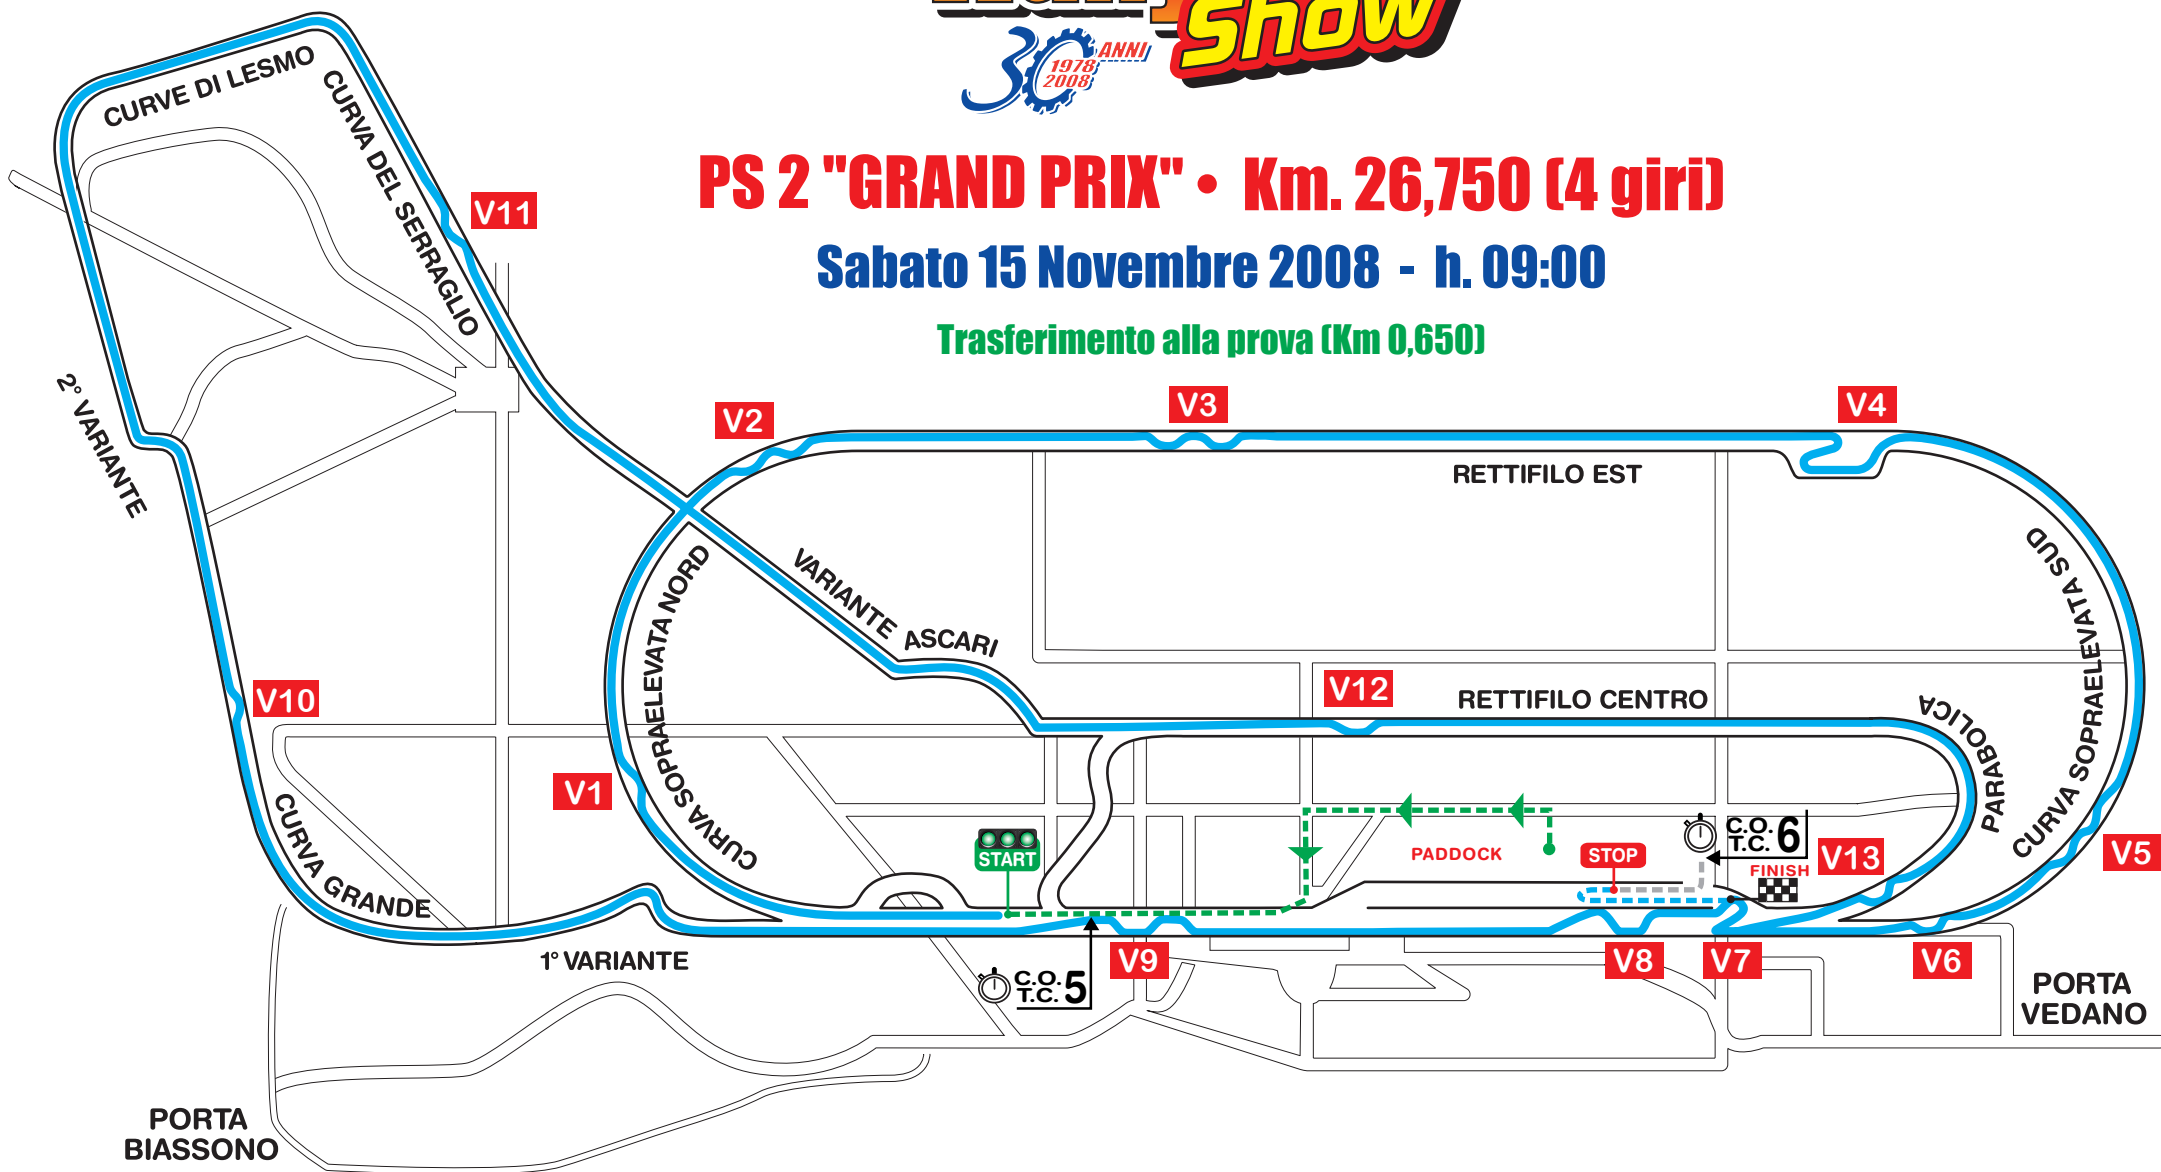 Show
30 ANNI
1978
2008
PS 2 "GRAND PRIX" • Km. 26,750 (4 giri)
Sabato 15 Novembre 2008 - h. 09:00
Trasferimento alla prova (Km 0,650)
CURVE DI LESMO
CURVA DEL SERRAGLIO
V11
2° VARIANTE
V2
V3
V4
RETTIFILO EST
CURVA SOPRAELEVATA NORD
VARIANTE ASCARI
CURVA SOPRAELEVATA SUD
V10
V12
RETTIFILO CENTRO
PARABOLICA
V1
CURVA GRANDE
START
PADDOCK
STOP
C.O.
T.C. 6
FINISH
V13
V5
1° VARIANTE
C.O.
T.C. 5
V9
V8
V7
V6
PORTA
VEDANO
PORTA
BIASSONO